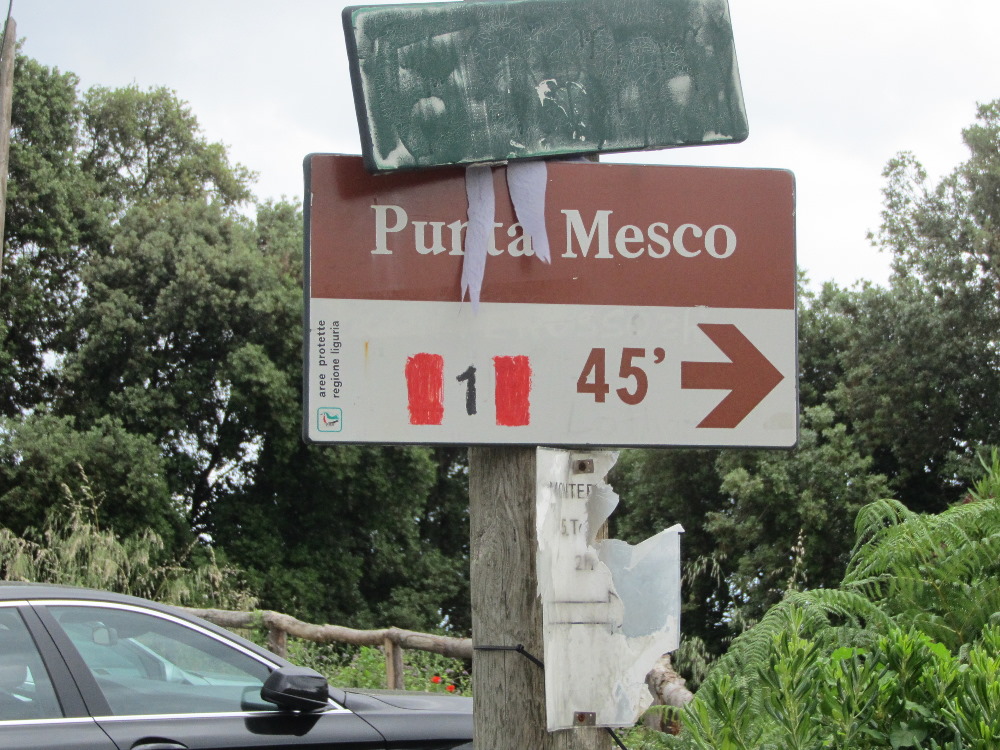 Punta Mesco
aree protette
regione liguria
1 45'